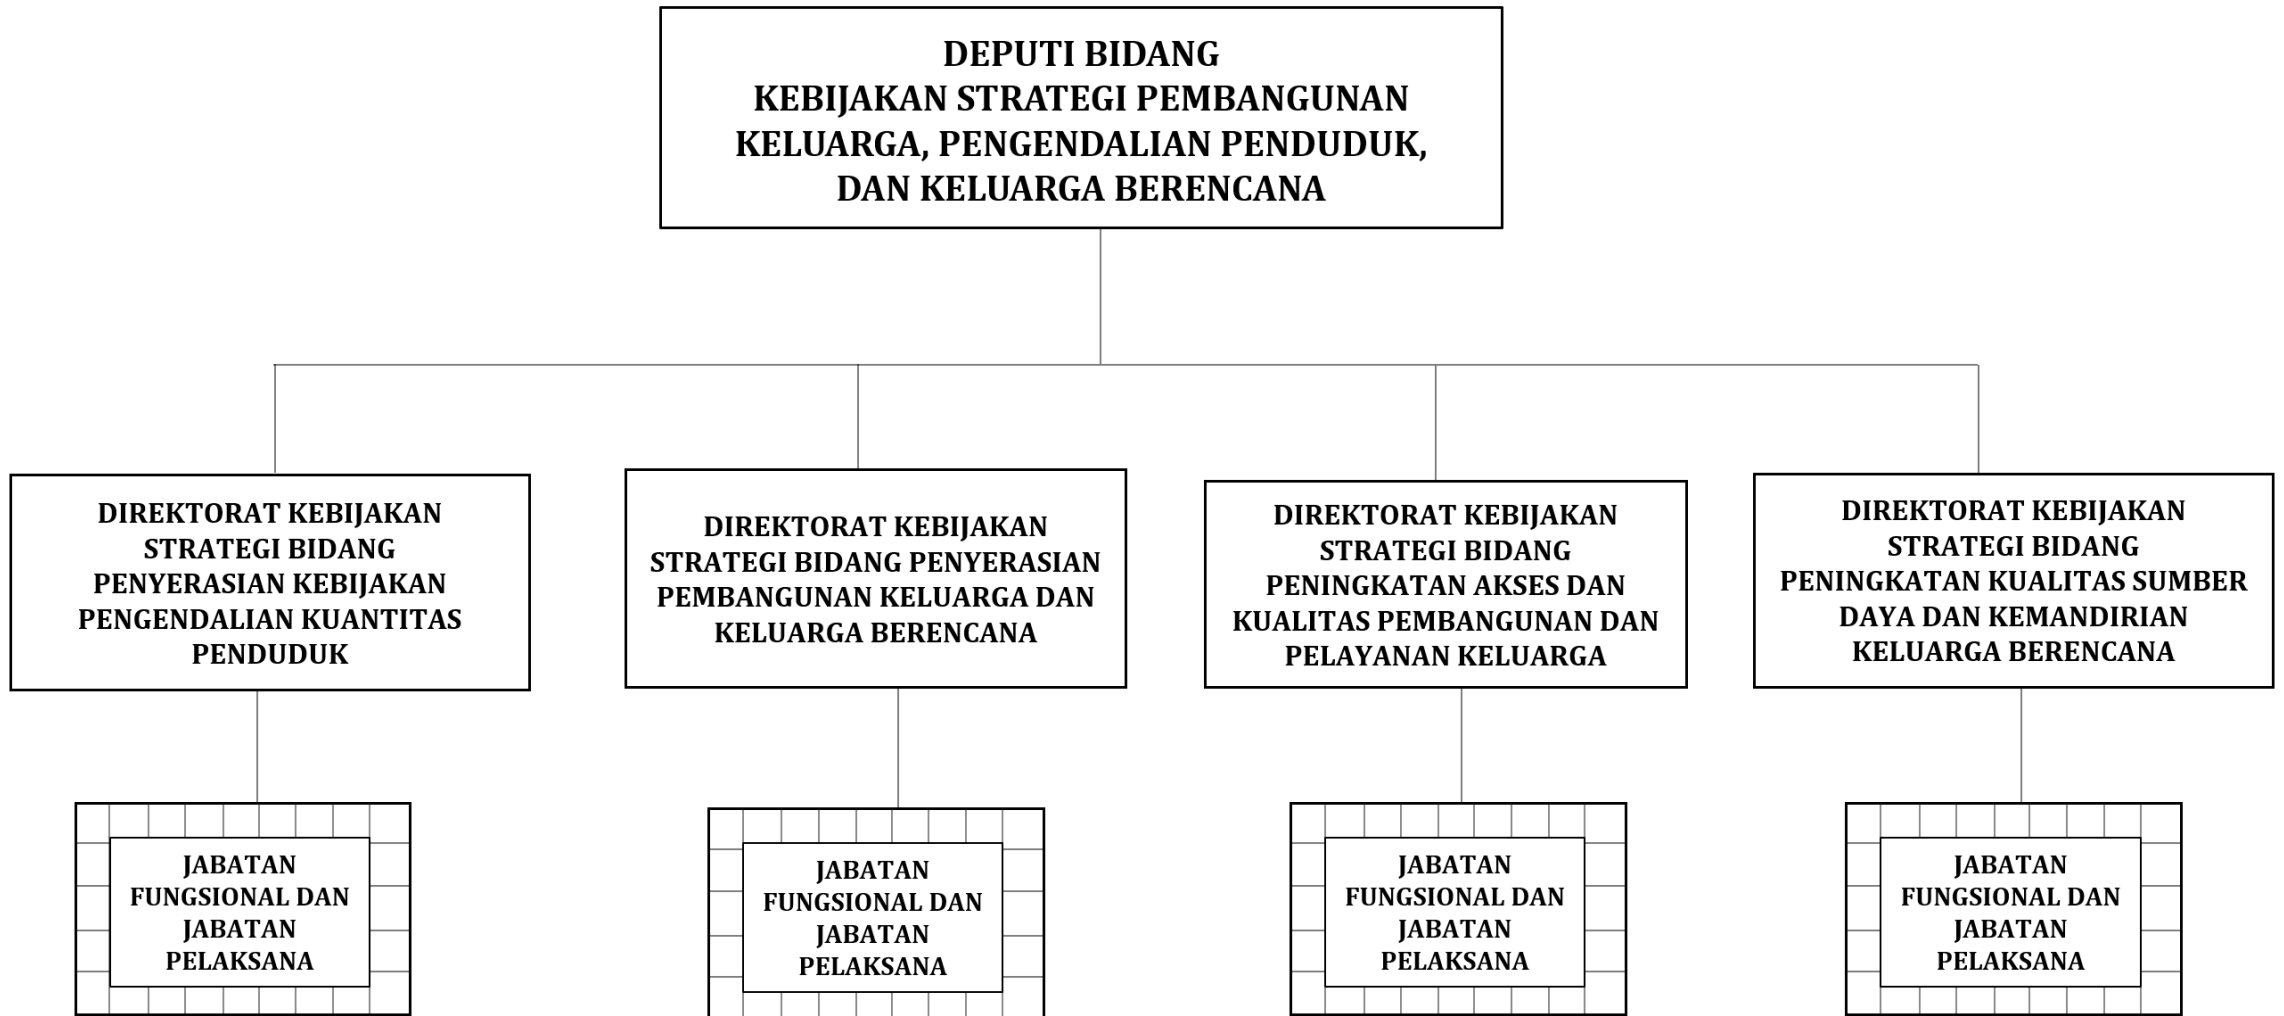 DEPUTI BIDANG
KEBIJAKAN STRATEGI PEMBANGUNAN
KELUARGA, PENGENDALIAN PENDUDUK,
DAN KELUARGA BERENCANA
DIREKTORAT KEBIJAKAN
STRATEGI BIDANG
PENYERASIAN KEBIJAKAN
PENGENDALIAN KUANTITAS
PENDUDUK
DIREKTORAT KEBIJAKAN
STRATEGI BIDANG PENYERASIAN
PEMBANGUNAN KELUARGA DAN
KELUARGA BERENCANA
DIREKTORAT KEBIJAKAN
STRATEGI BIDANG
PENINGKATAN AKSES DAN
KUALITAS PEMBANGUNAN DAN
PELAYANAN KELUARGA
DIREKTORAT KEBIJAKAN
STRATEGI BIDANG
PENINGKATAN KUALITAS SUMBER
DAYA DAN KEMANDIRIAN
KELUARGA BERENCANA
JABATAN
FUNGSIONAL DAN
JABATAN
PELAKSANA
JABATAN
FUNGSIONAL DAN
JABATAN
PELAKSANA
JABATAN
FUNGSIONAL DAN
JABATAN
PELAKSANA
JABATAN
FUNGSIONAL DAN
JABATAN
PELAKSANA